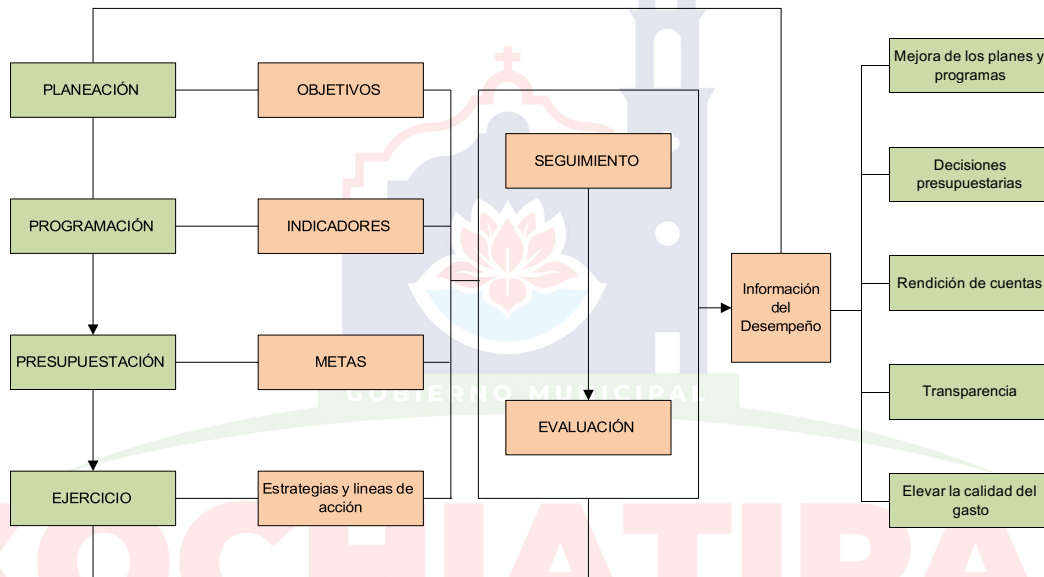 PLANEACIÓN
OBJETIVOS
PROGRAMACIÓN
INDICADORES
PRESUPUESTACIÓN
METAS
EJERCICIO
Estrategias y lineas de
acción
SEGUIMIENTO
EVALUACIÓN
Información
del
Desempeño
Mejora de los planes y
programas
Decisiones
presupuestarias
Rendición de cuentas
Transparencia
Elevar la calidad del
gasto
GOBIERNO MUNICIPAL
XOCHIATIPA